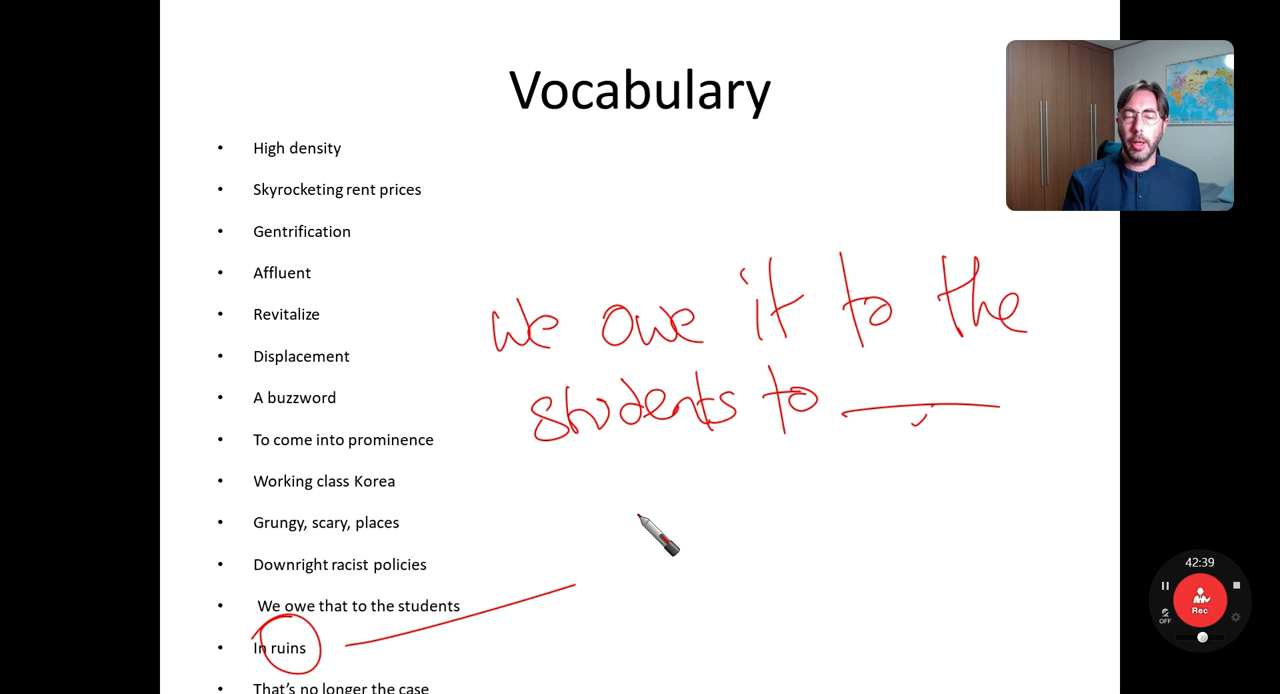 Vocabulary
• High density
• Skyrocketing rent prices
• Gentrification
• Affluent
• Revitalize
• Displacement
• A buzzword
• To come into prominence
• Working class Korea
• Grungy, scary, places
• Downright racist policies
• We owe that to the students
• In ruins
• That's no longer the case
we owe it to the
students to ____
42:39
Rec
OFF